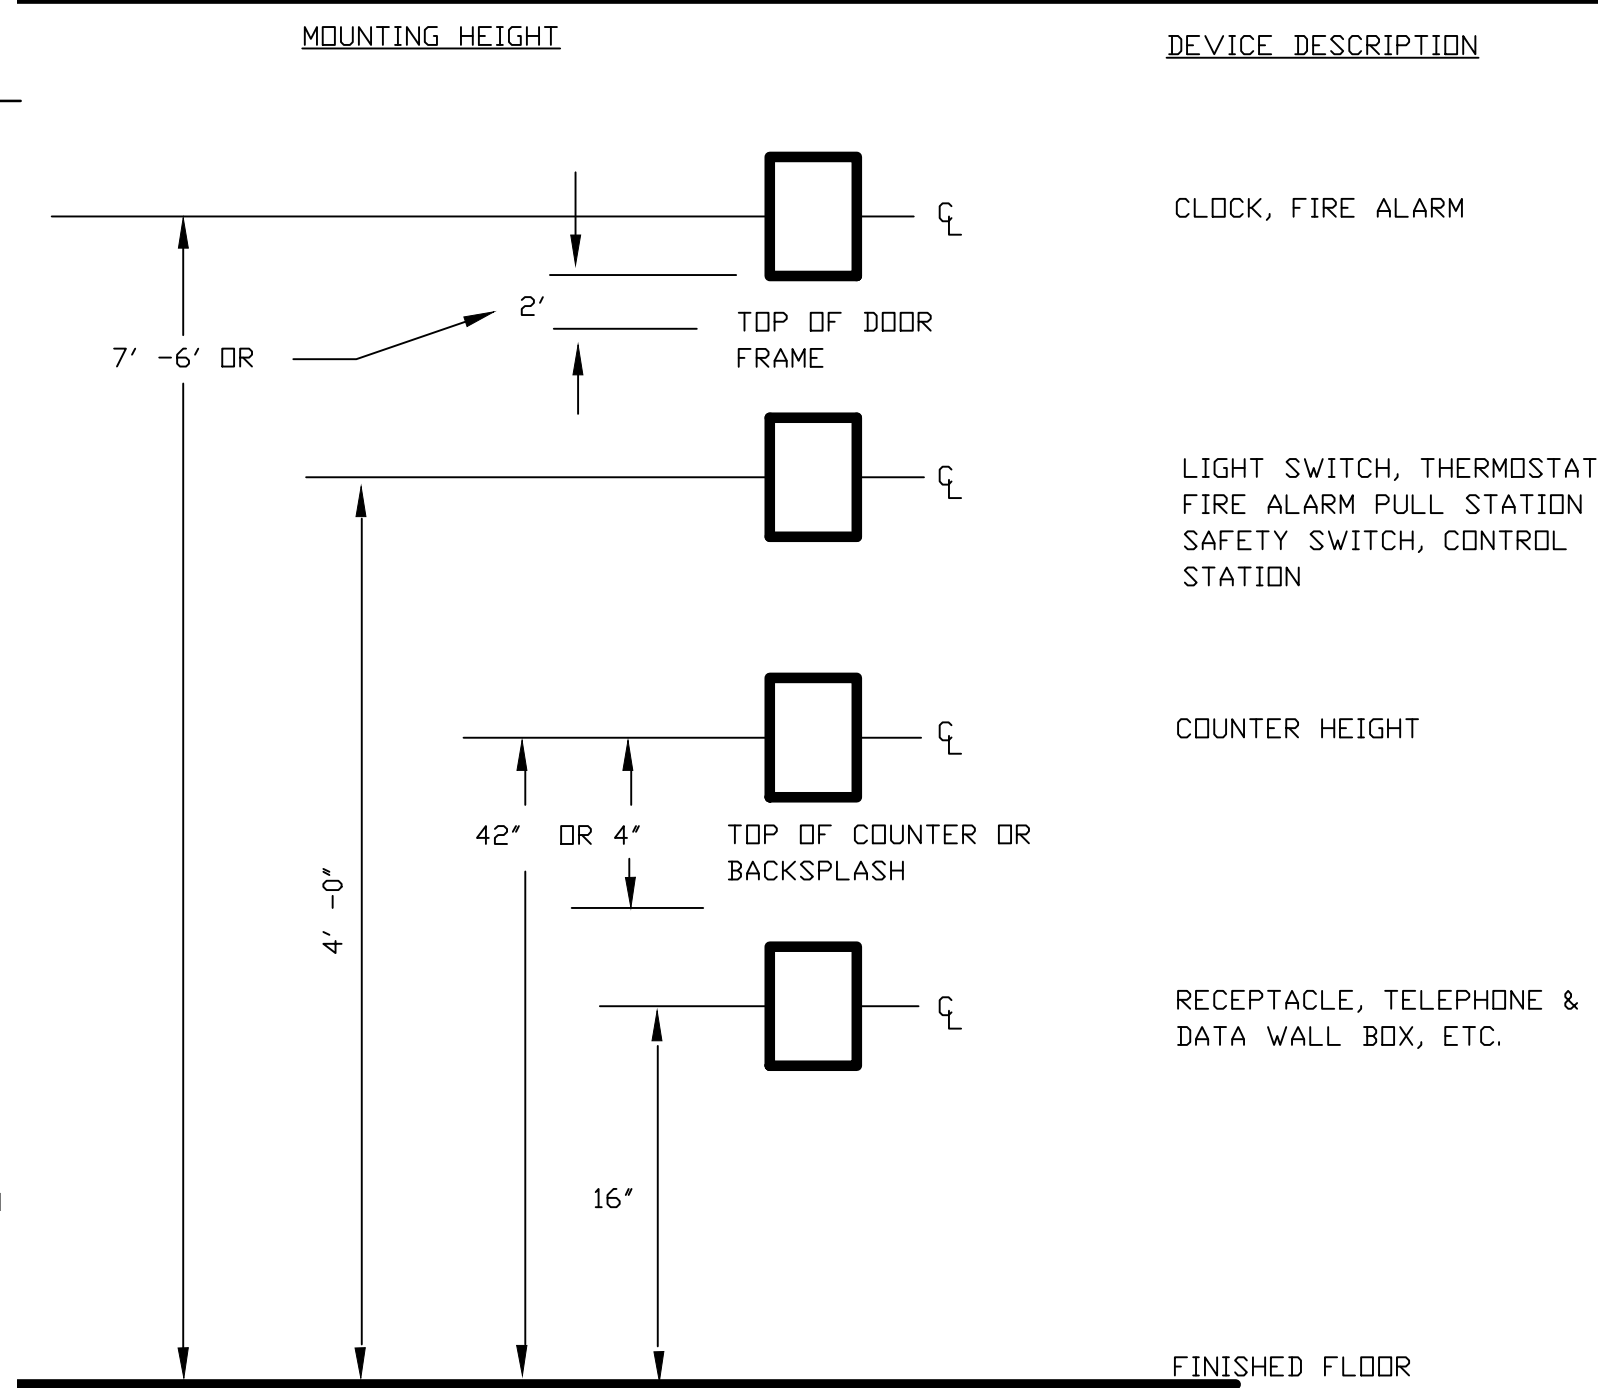 MOUNTING HEIGHT
DEVICE DESCRIPTION
CL
CLOCK, FIRE ALARM
2'
TOP OF DOOR
FRAME
7' -6' OR
CL
LIGHT SWITCH, THERMOSTAT
FIRE ALARM PULL STATION
SAFETY SWITCH, CONTROL
STATION
CL
COUNTER HEIGHT
42" OR 4"
TOP OF COUNTER OR
BACKSPLASH
4' -0"
CL
RECEPTACLE, TELEPHONE &
DATA WALL BOX, ETC.
16"
FINISHED FLOOR